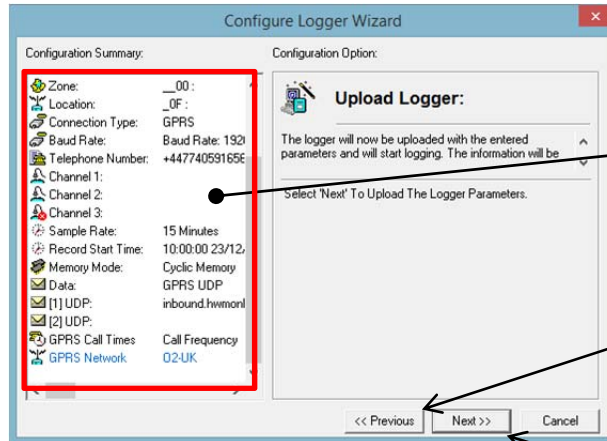 Configure Logger Wizard
Configuration Summary:
Configuration Option:
Zone: __00 :
Location: _0F :
Connection Type: GPRS
Baud Rate: Baud Rate: 1920
Telephone Number: +447740591656
Channel 1:
Channel 2:
Channel 3:
Sample Rate: 15 Minutes
Record Start Time: 10:00:00 23/12/
Memory Mode: Cyclic Memory
Data: GPRS UDP
[1] UDP: inbound.hwmonl
[2] UDP:
GPRS Call Times Call Frequency
GPRS Network O2-UK
Upload Logger:
The logger will now be uploaded with the entered
parameters and will start logging. The information will be
Select 'Next' To Upload The Logger Parameters.
<< Previous
Next >>
Cancel